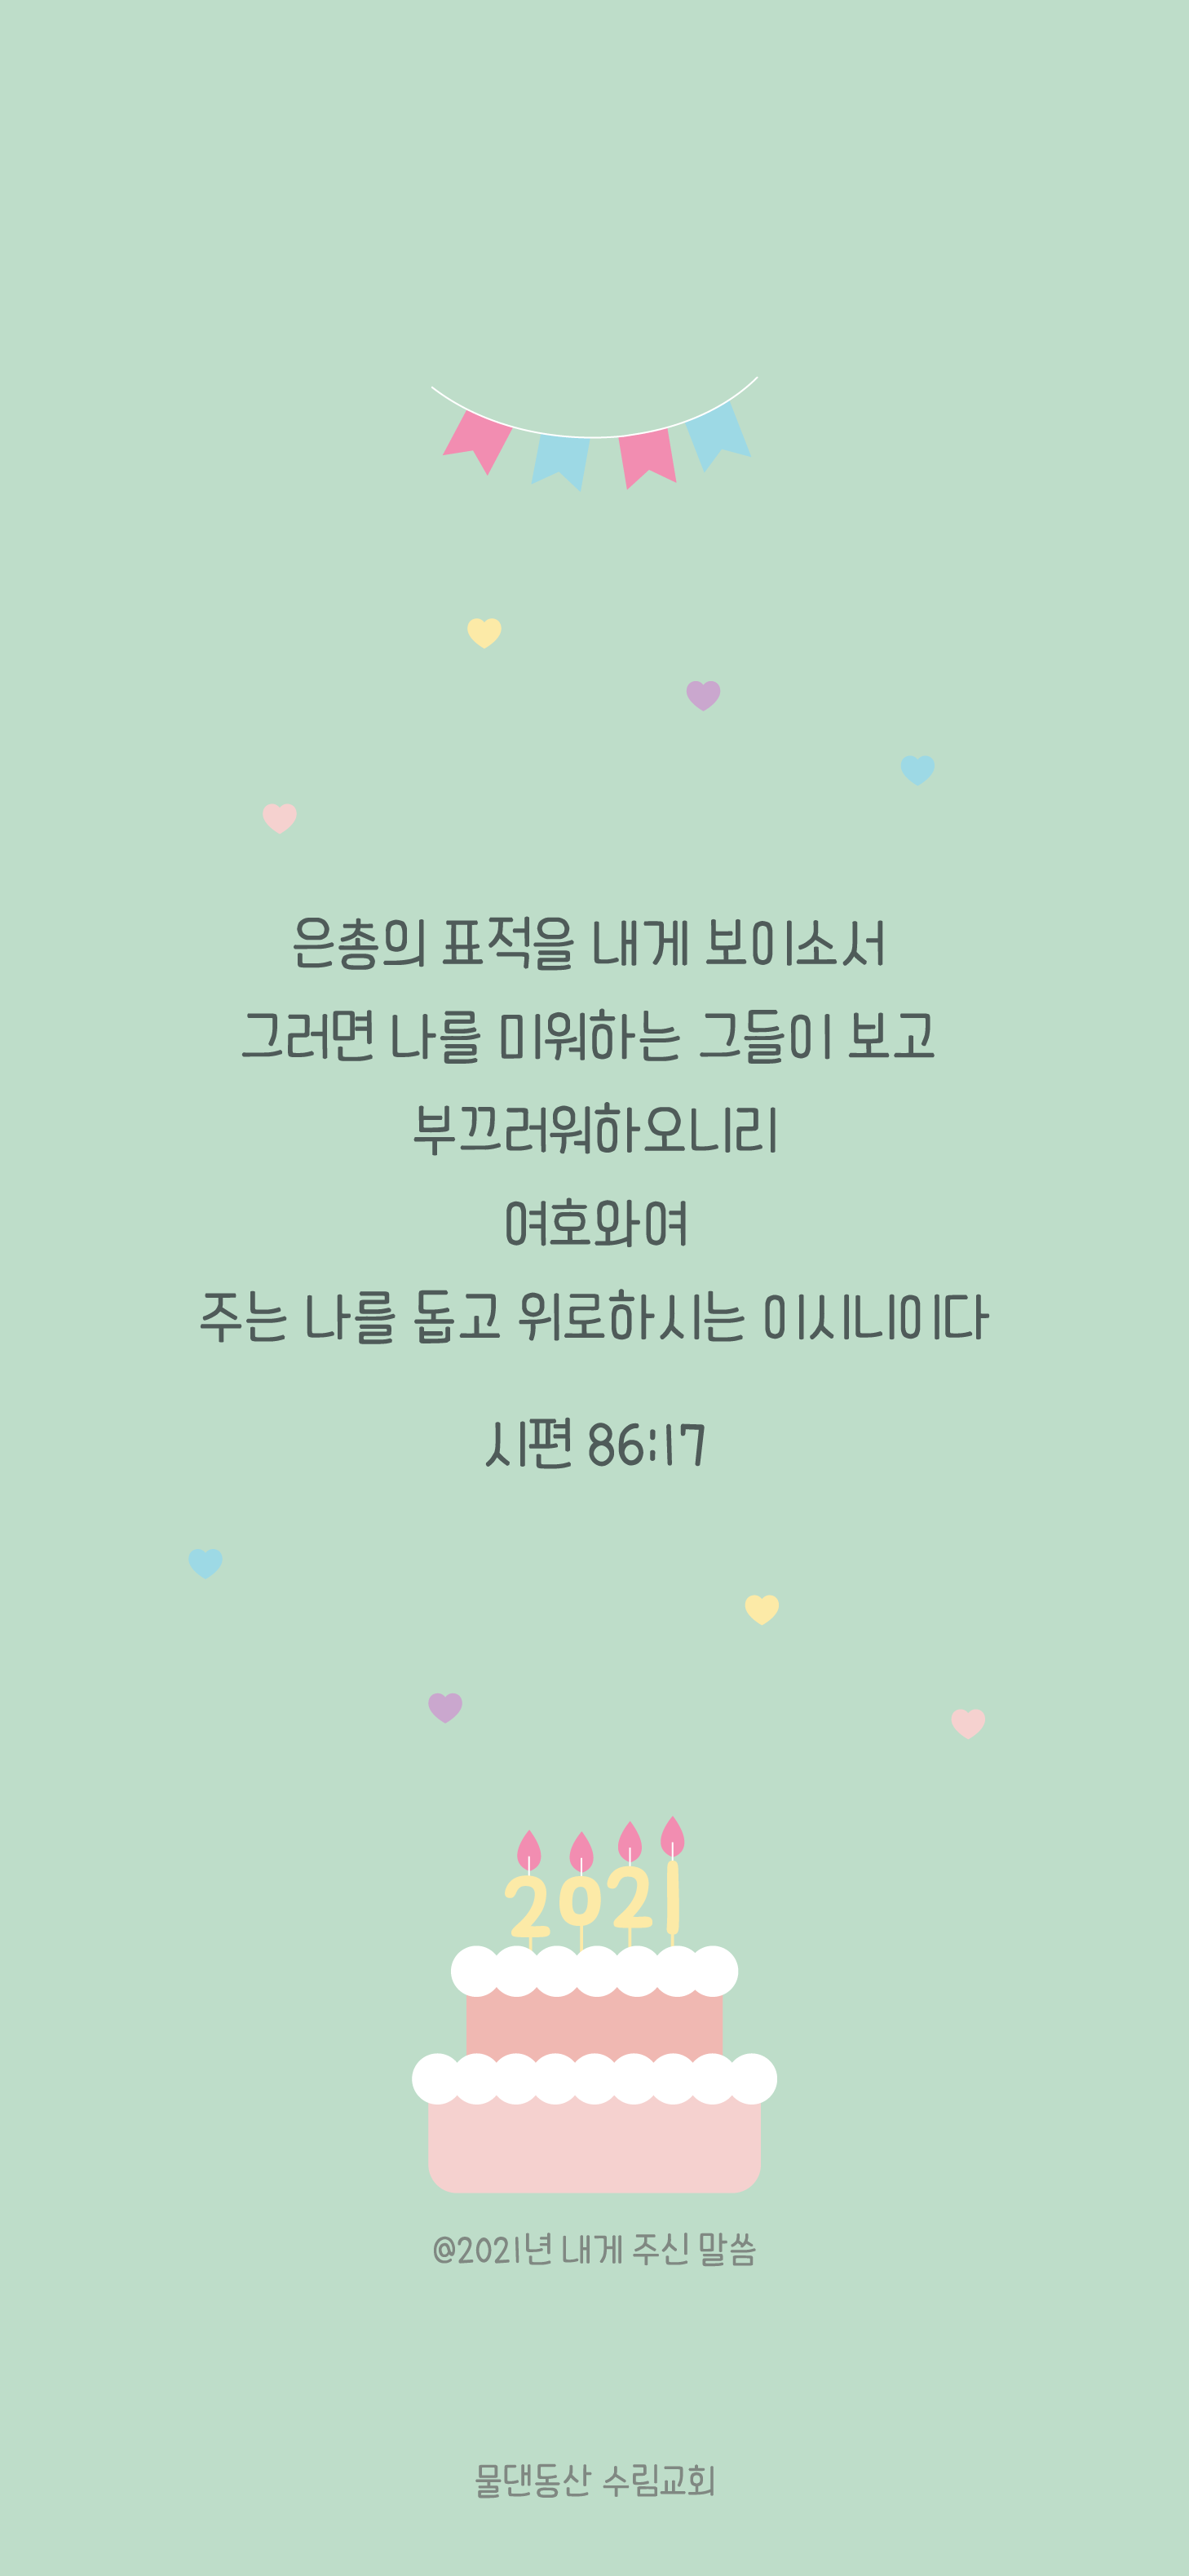 은총의 표적을 내게 보이소서
그러면 나를 미워하는 그들이 보고
부끄러워하오니리
여호와여
주는 나를 돕고 위로하시는 이시니이다
시편 86:17
2021
@2021년 내게 주신 말씀
물댄동산 수림교회